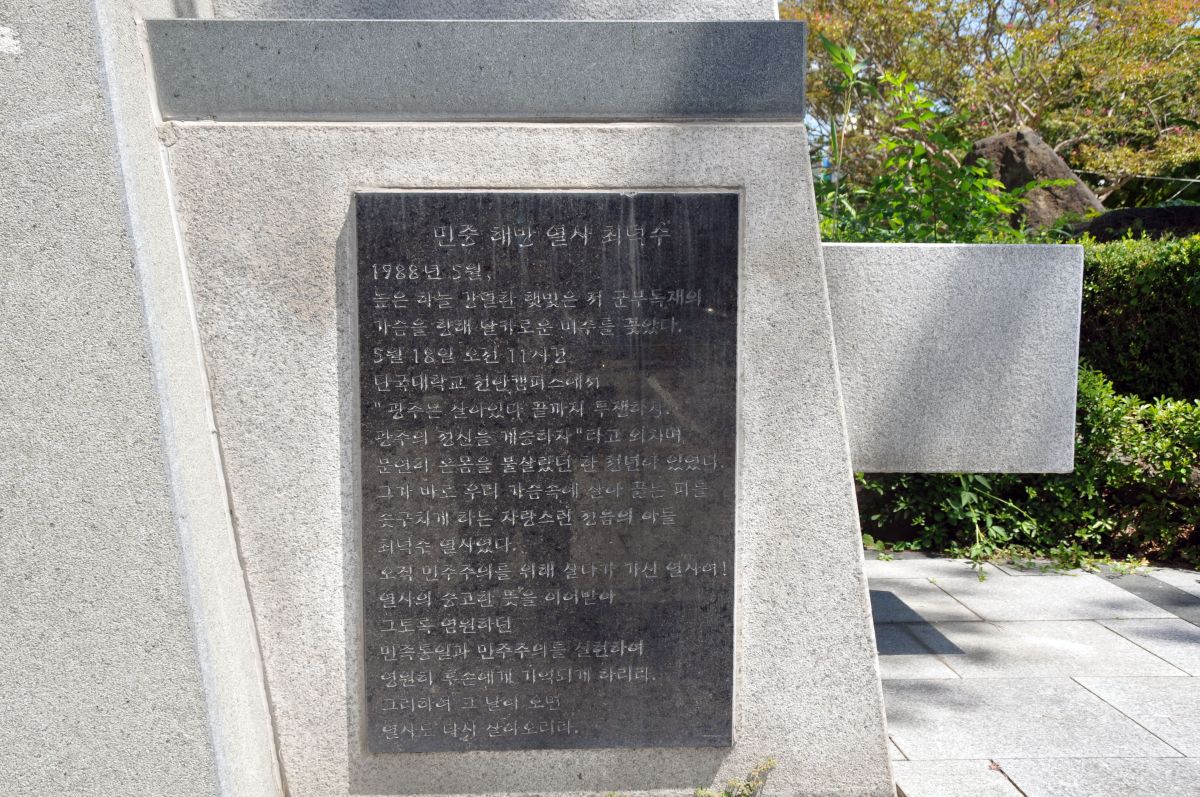 민중 해방 열사 최덕수
1988년 5월,
높은 하늘 강렬한 햇빛은 저 군부독재의
가슴을 향해 날카로운 비수를 꽂았다.
5월 18일 오전 11시경
단국대학교 천안캠퍼스에서
"광주는 살아있다 끝까지 투쟁하자.
광주의 정신을 계승하자"라고 외치며
분연히 온몸을 불살랐던 한 청년이 있었다.
그가 바로 우리 가슴속에 살아 끓는 피를
솟구치게 하는 자랑스런 정읍의 아들
최덕수 열사였다.
오직 민주주의를 위해 살다가 가신 열사여!
열사의 숭고한 뜻을 이어받아
그토록 염원하던
민족통일과 민주주의를 실현하여
영원히 후손에게 기억되게 하리라.
그리하여 그 날이 오면
열사도 다시 살아오리라.